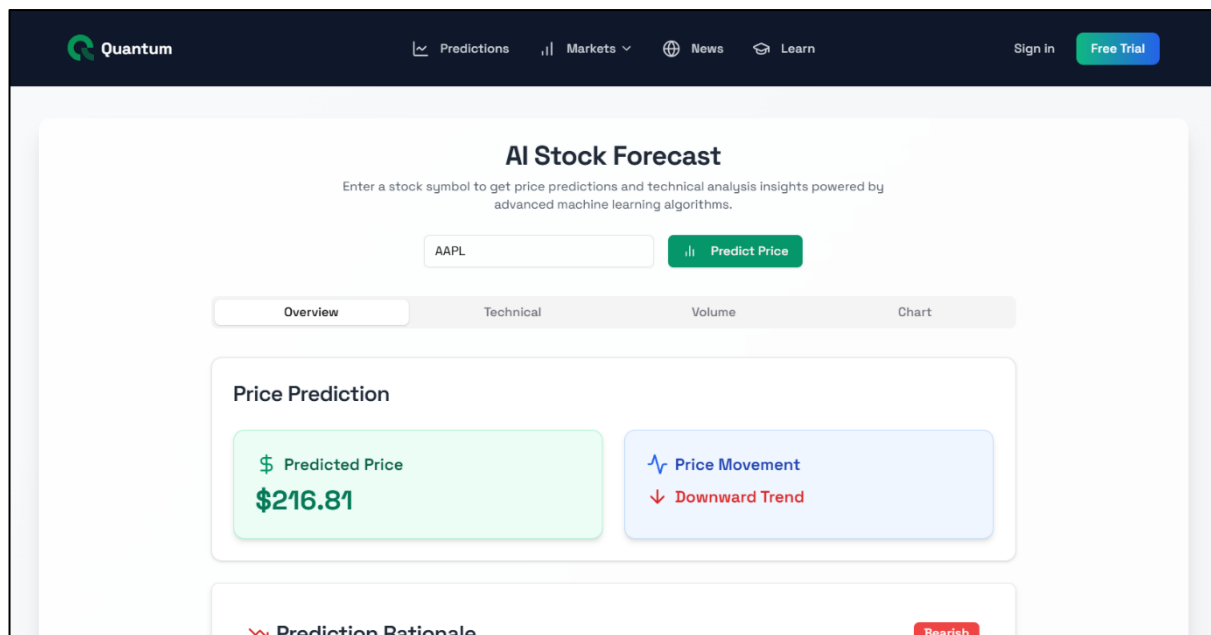 Quantum
Predictions
Markets
News
Learn
Sign in
Free Trial
AI Stock Forecast
Enter a stock symbol to get price predictions and technical analysis insights powered by
advanced machine learning algorithms.
AAPL
Predict Price
Overview
Technical
Volume
Chart
Price Prediction
$ Predicted Price
$216.81
Price Movement
Downward Trend
Prediction Rationale
Bearish